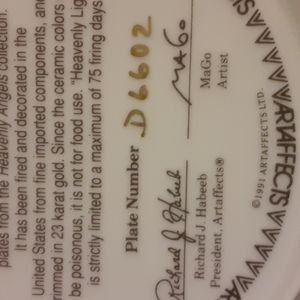 plates from the Heavenly Angels collection.
It has been fired and decorated in the
United States from fine imported components, and
trimmed in 23 karat gold. Since the ceramic colors
be poisonous, it is not for food use. "Heavenly Lig
is strictly limited to a maximum of 75 firing days
Plate Number D6602
Richard J Habeeb
Richard J. Habeeb
President, Artaffects®
MaGo
MaGo
Artist
©1991 ARTAFFECTS LTD.
ARTAFFECTS